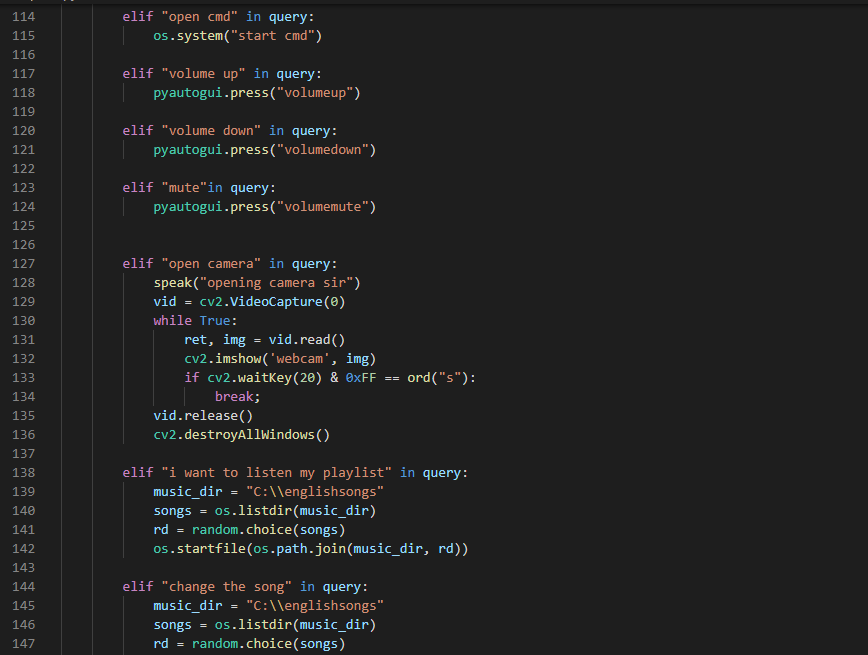 114 elif "open cmd" in query:
115 os.system("start cmd")
116
117 elif "volume up" in query:
118 pyautogui.press("volumeup")
119
120 elif "volume down" in query:
121 pyautogui.press("volumedown")
122
123 elif "mute"in query:
124 pyautogui.press("volumemute")
125
126
127 elif "open camera" in query:
128 speak("opening camera sir")
129 vid = cv2.VideoCapture(0)
130 while True:
131 ret, img = vid.read()
132 cv2.imshow('webcam', img)
133 if cv2.waitKey(20) & 0xFF == ord("s"):
134 break;
135 vid.release()
136 cv2.destroyAllWindows()
137
138 elif "i want to listen my playlist" in query:
139 music_dir = "C:\\englishsongs"
140 songs = os.listdir(music_dir)
141 rd = random.choice(songs)
142 os.startfile(os.path.join(music_dir, rd))
143
144 elif "change the song" in query:
145 music_dir = "C:\\englishsongs"
146 songs = os.listdir(music_dir)
147 rd = random.choice(songs)